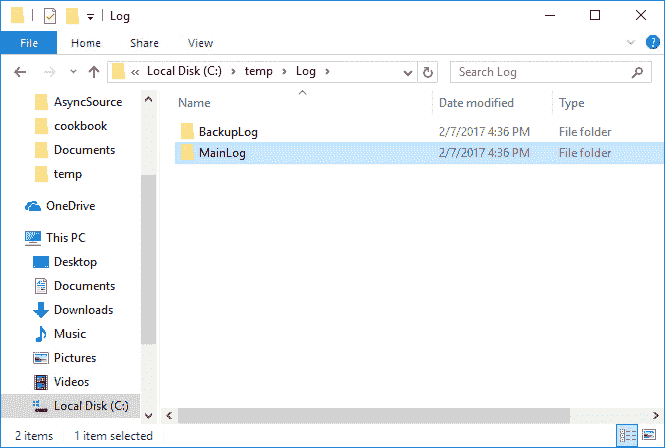 Log
File Home Share View
« Local Disk (C:) > temp > Log > Search Log
AsyncSource
cookbook
Documents
temp
OneDrive
This PC
Desktop
Documents
Downloads
Music
Pictures
Videos
Local Disk (C:)
Name Date modified Type
BackupLog 2/7/2017 4:36 PM File folder
MainLog 2/7/2017 4:36 PM File folder
2 items 1 item selected